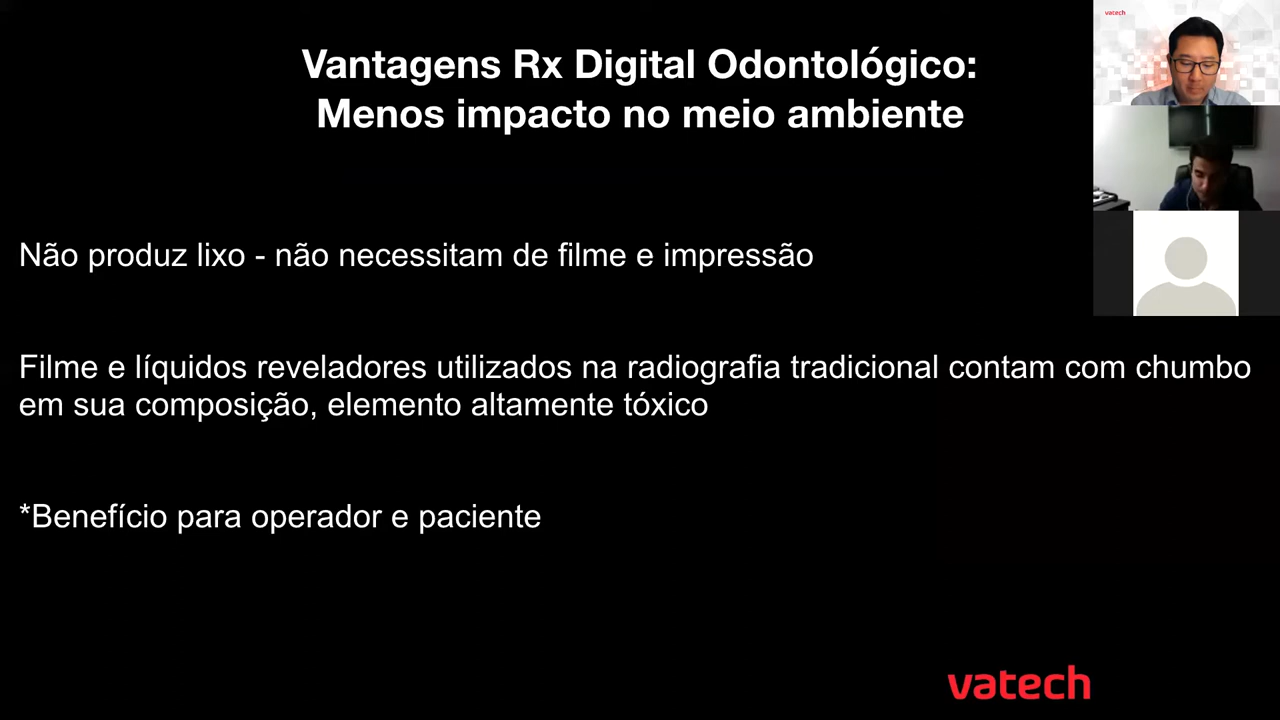 Vantagens Rx Digital Odontológico:
Menos impacto no meio ambiente
vatech
Não produz lixo - não necessitam de filme e impressão
Filme e líquidos reveladores utilizados na radiografia tradicional contam com chumbo
em sua composição, elemento altamente tóxico
*Benefício para operador e paciente
vatech